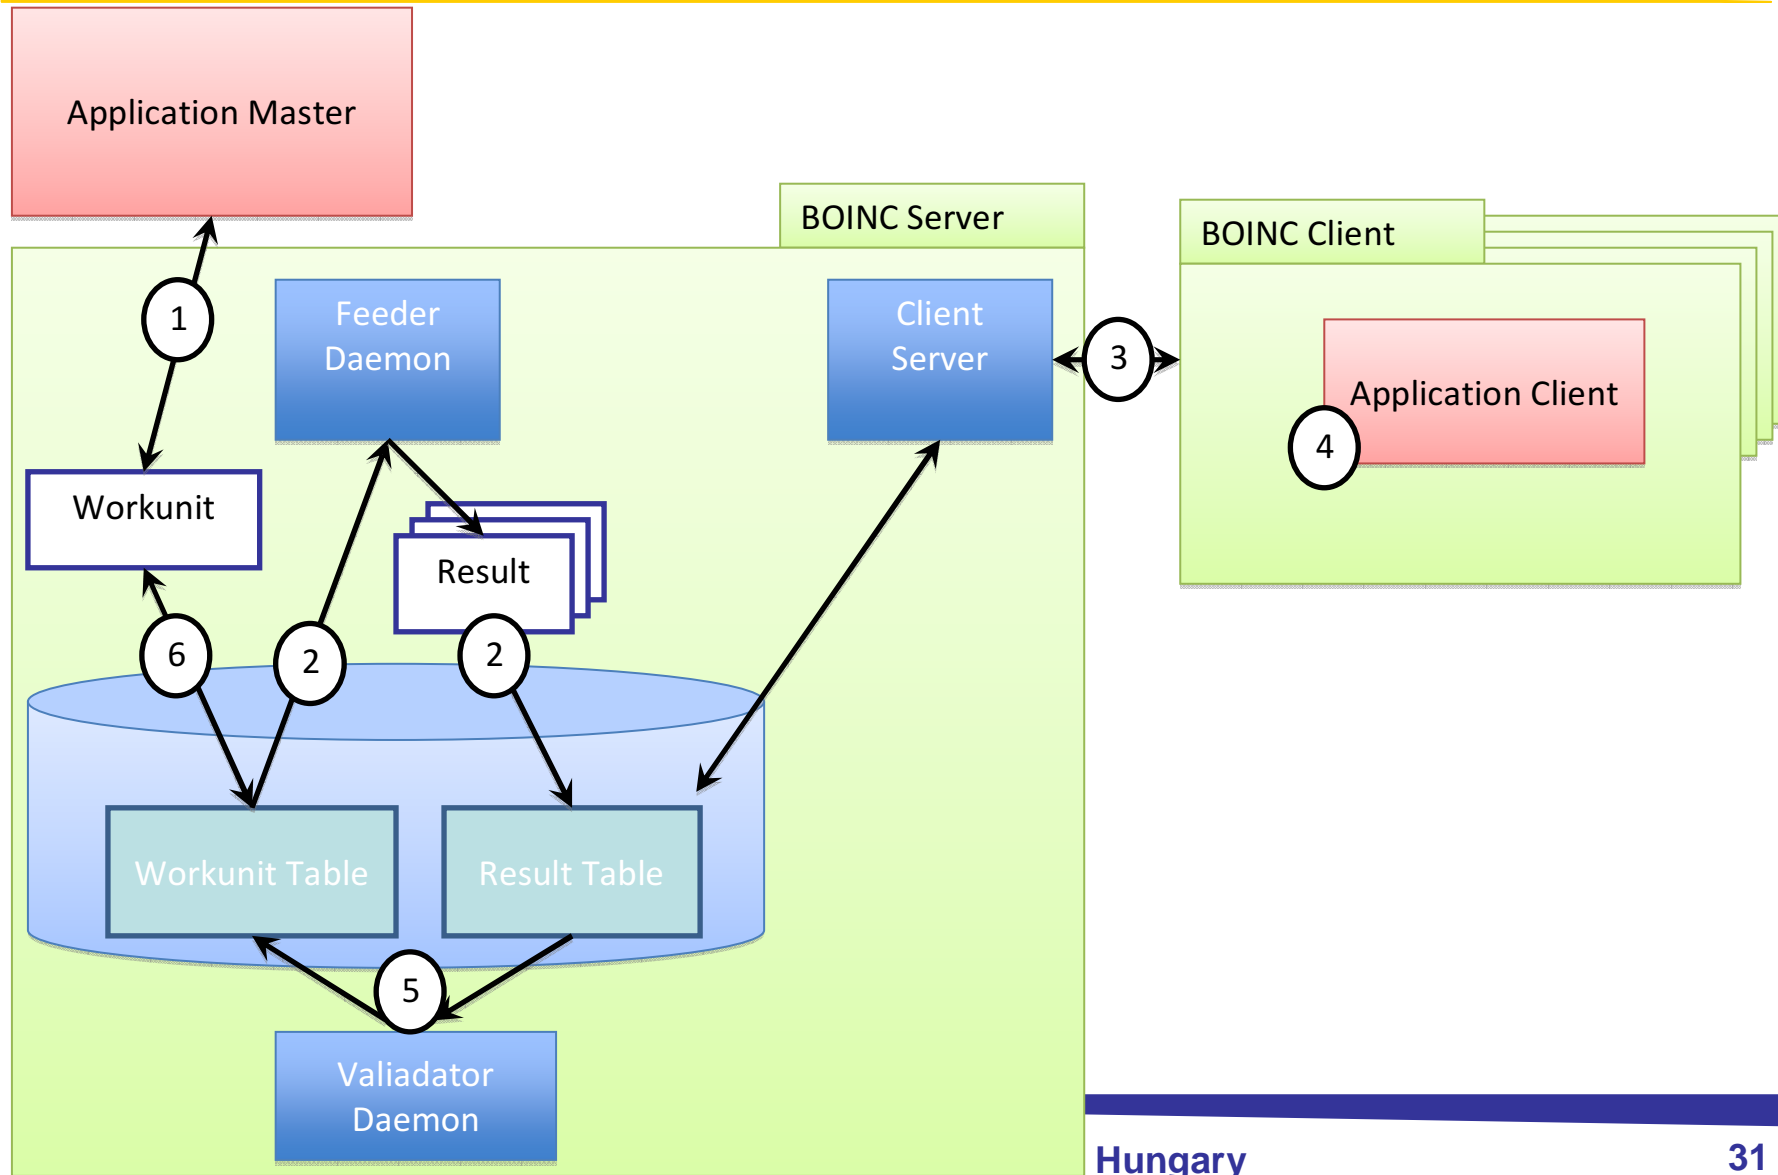 Application Master
BOINC Server
BOINC Client
1
Feeder
Daemon
Client
Server
3
Application Client
4
Workunit
Result
6
2
2
Workunit Table
Result Table
5
Valiadator
Daemon
Hungary
31